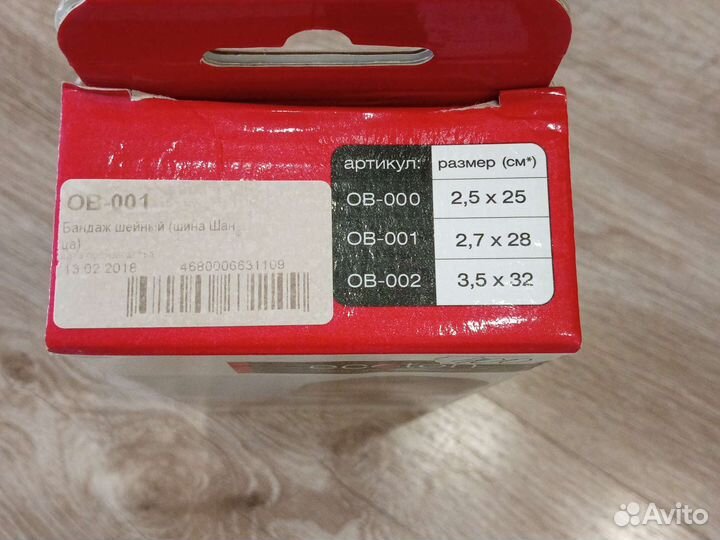 артикул: размер (см*)
OB-000 2,5 x 25
OB-001 2,7 x 28
OB-002 3,5 x 32
OB-001
Бандаж шейный (шина Шан
ца)
13 02 2018 4680006631109
Avito